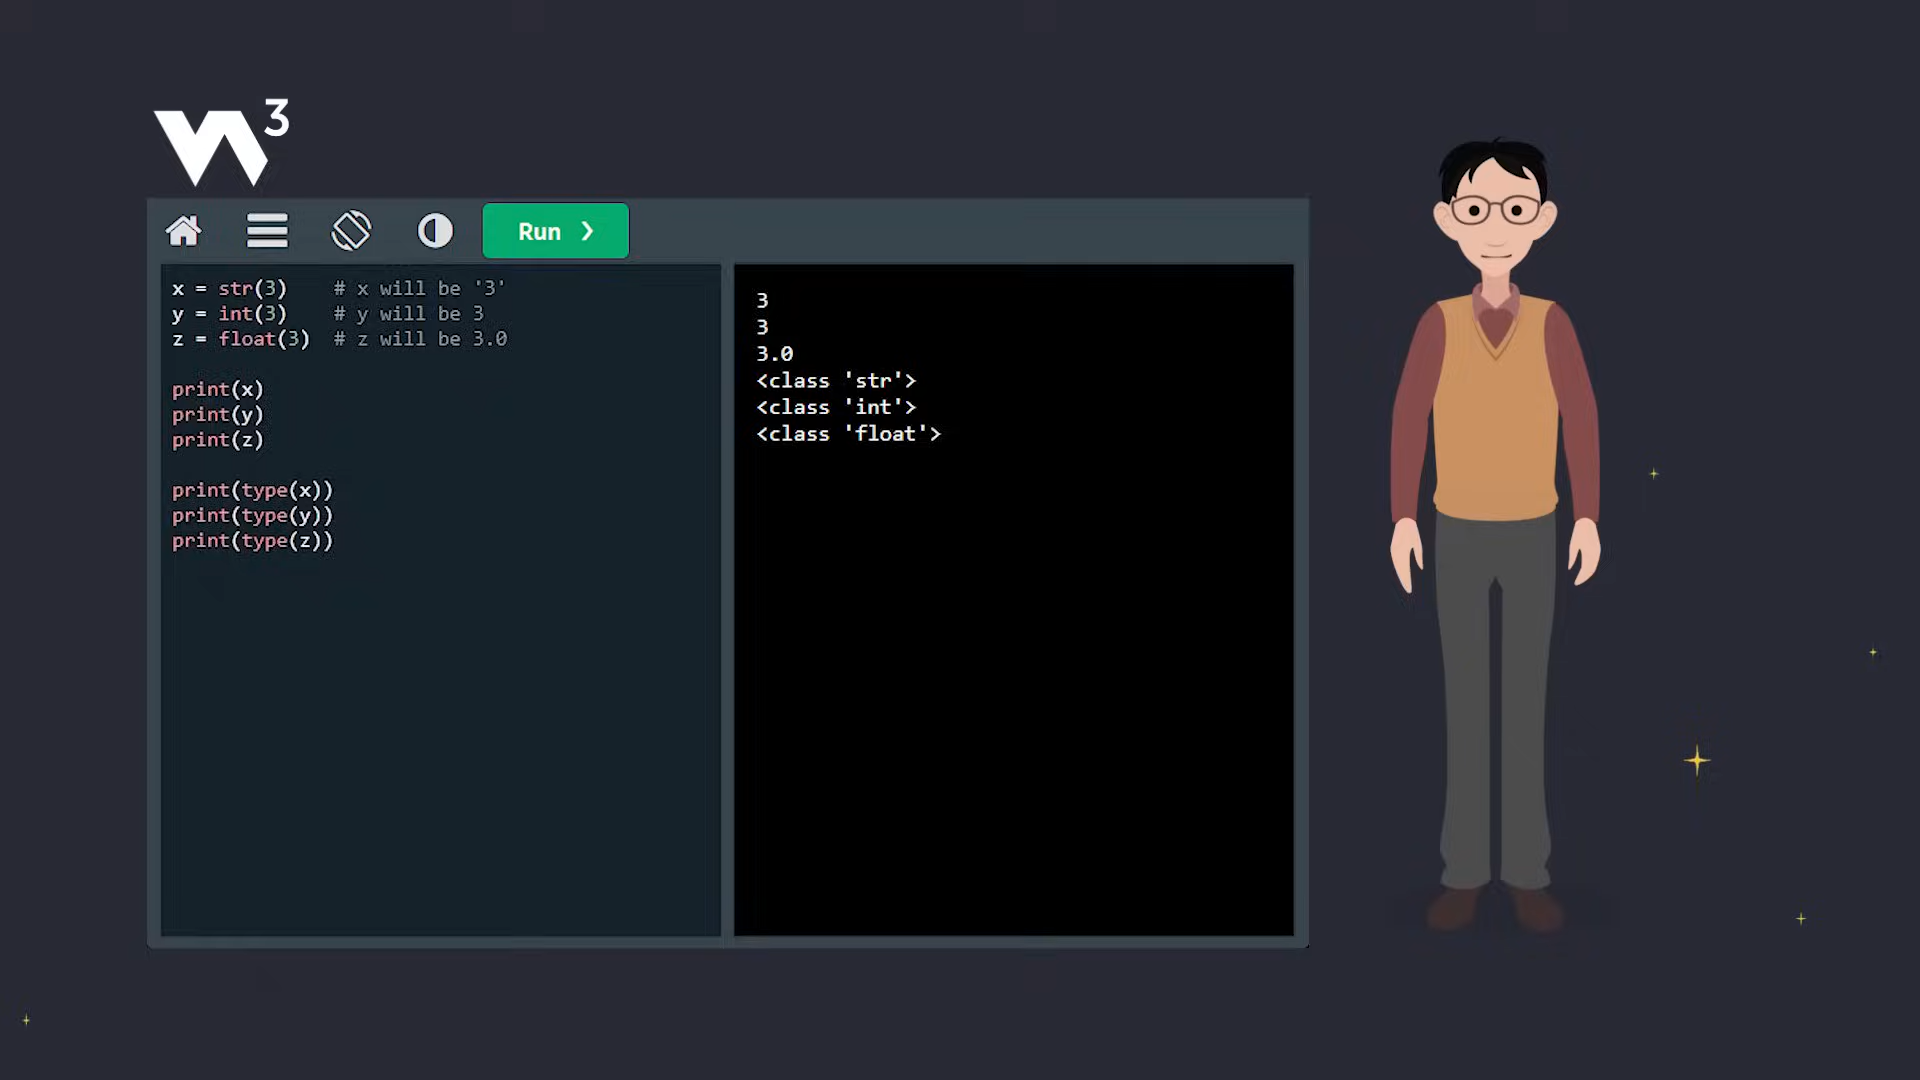 W3
Run ❯
x = str(3)    # x will be '3'
y = int(3)    # y will be 3
z = float(3)  # z will be 3.0
print(x)
print(y)
print(z)
print(type(x))
print(type(y))
print(type(z))
3
3
3.0
<class 'str'>
<class 'int'>
<class 'float'>